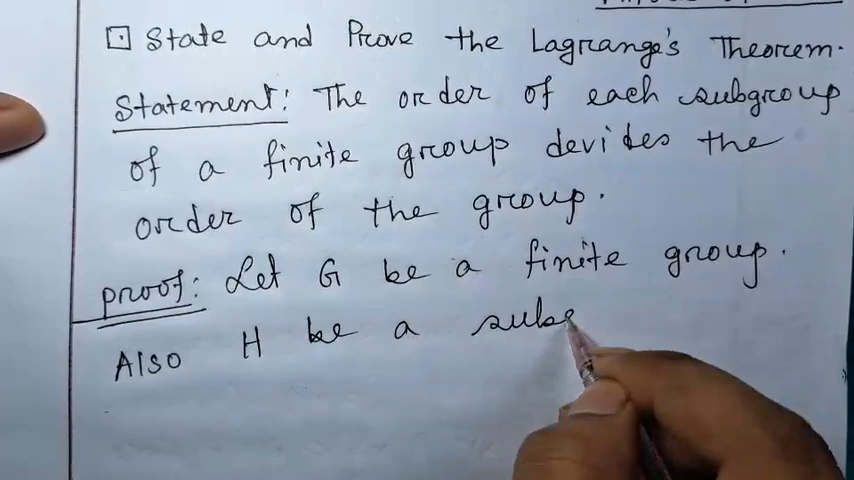 State and Prove the Lagrange's Theorem.
Statement: The order of each subgroup
of a finite group devides the
order of the group.
Proof: Let G be a finite group.
Also H be a